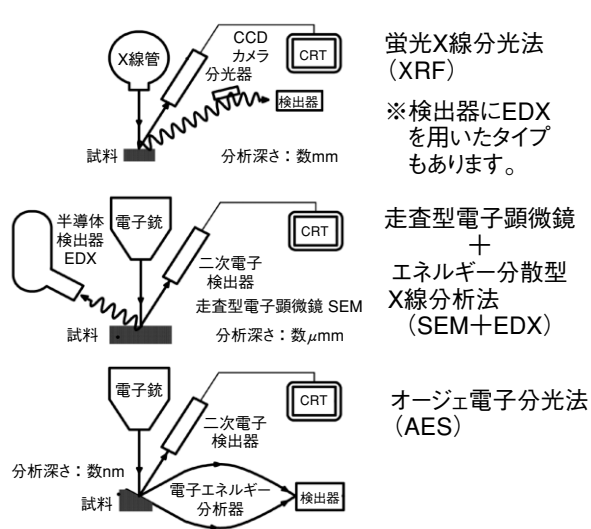 X線管
CCD
カメラ
分光器
CRT
検出器
試料
分析深さ：数mm
蛍光X線分光法
（XRF）
※検出器にEDX
を用いたタイプ
もあります。
半導体
検出器
EDX
電子銃
CRT
二次電子
検出器
走査型電子顕微鏡 SEM
試料
分析深さ：数μmm
走査型電子顕微鏡
＋
エネルギー分散型
X線分析法
（SEM＋EDX）
電子銃
CRT
二次電子
検出器
分析深さ：数nm
試料
電子エネルギー
分析器
検出器
オージェ電子分光法
（AES）